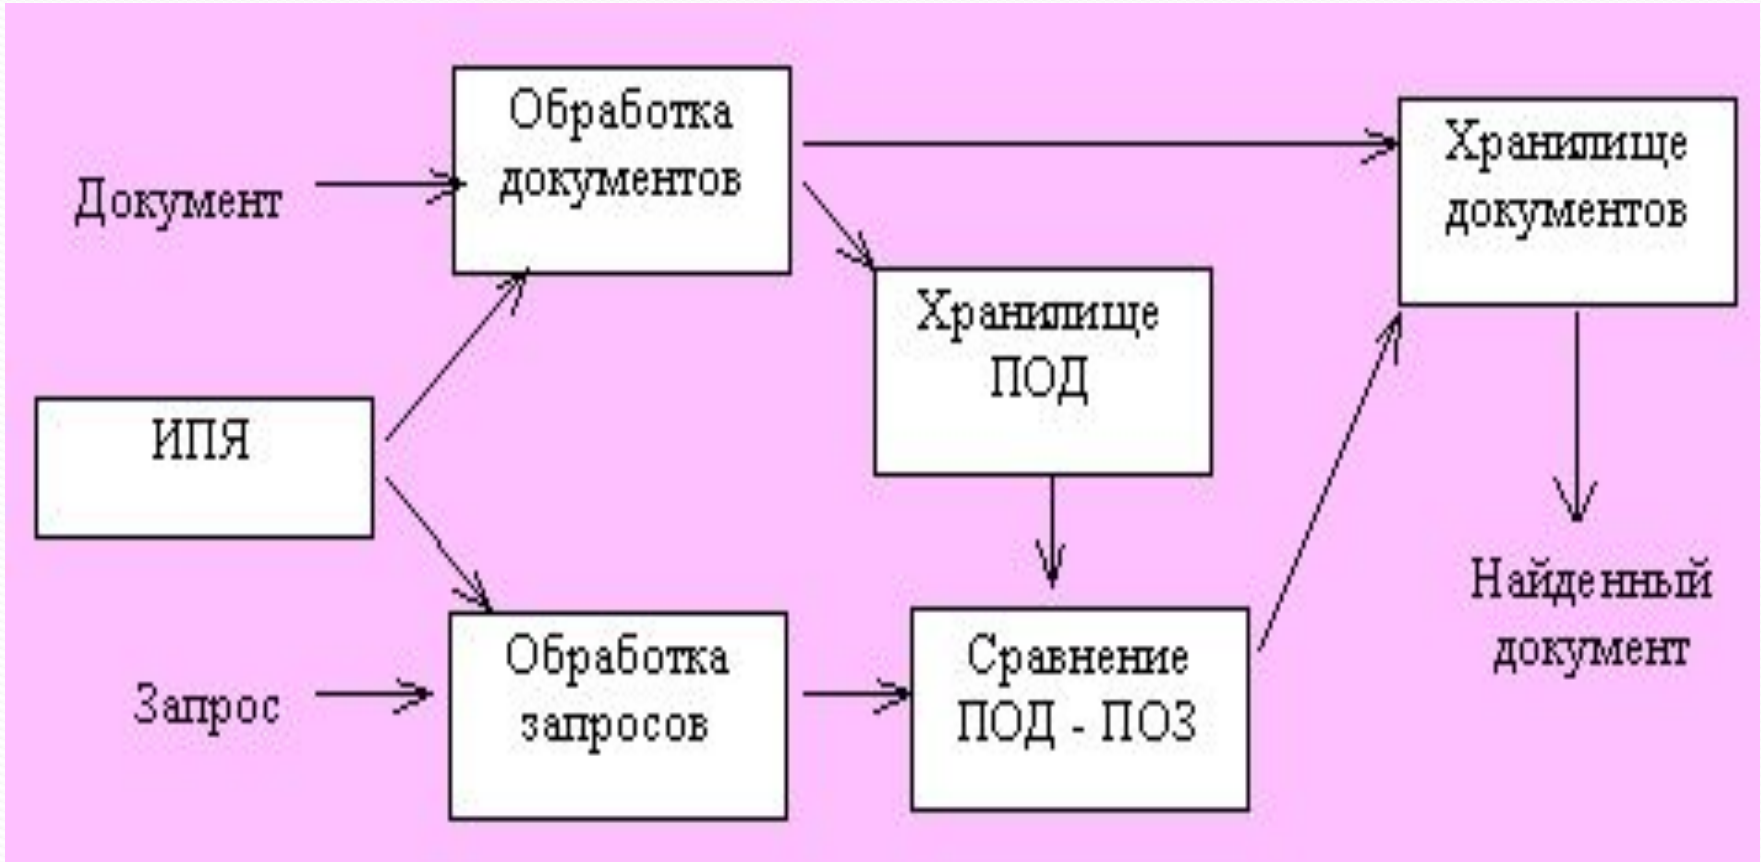 Обработка
документов
Хранилище
документов
Документ
Хранилище
ПОД
ИПЯ
Найденный
документ
Запрос
Обработка
запросов
Сравнение
ПОД - ПОЗ